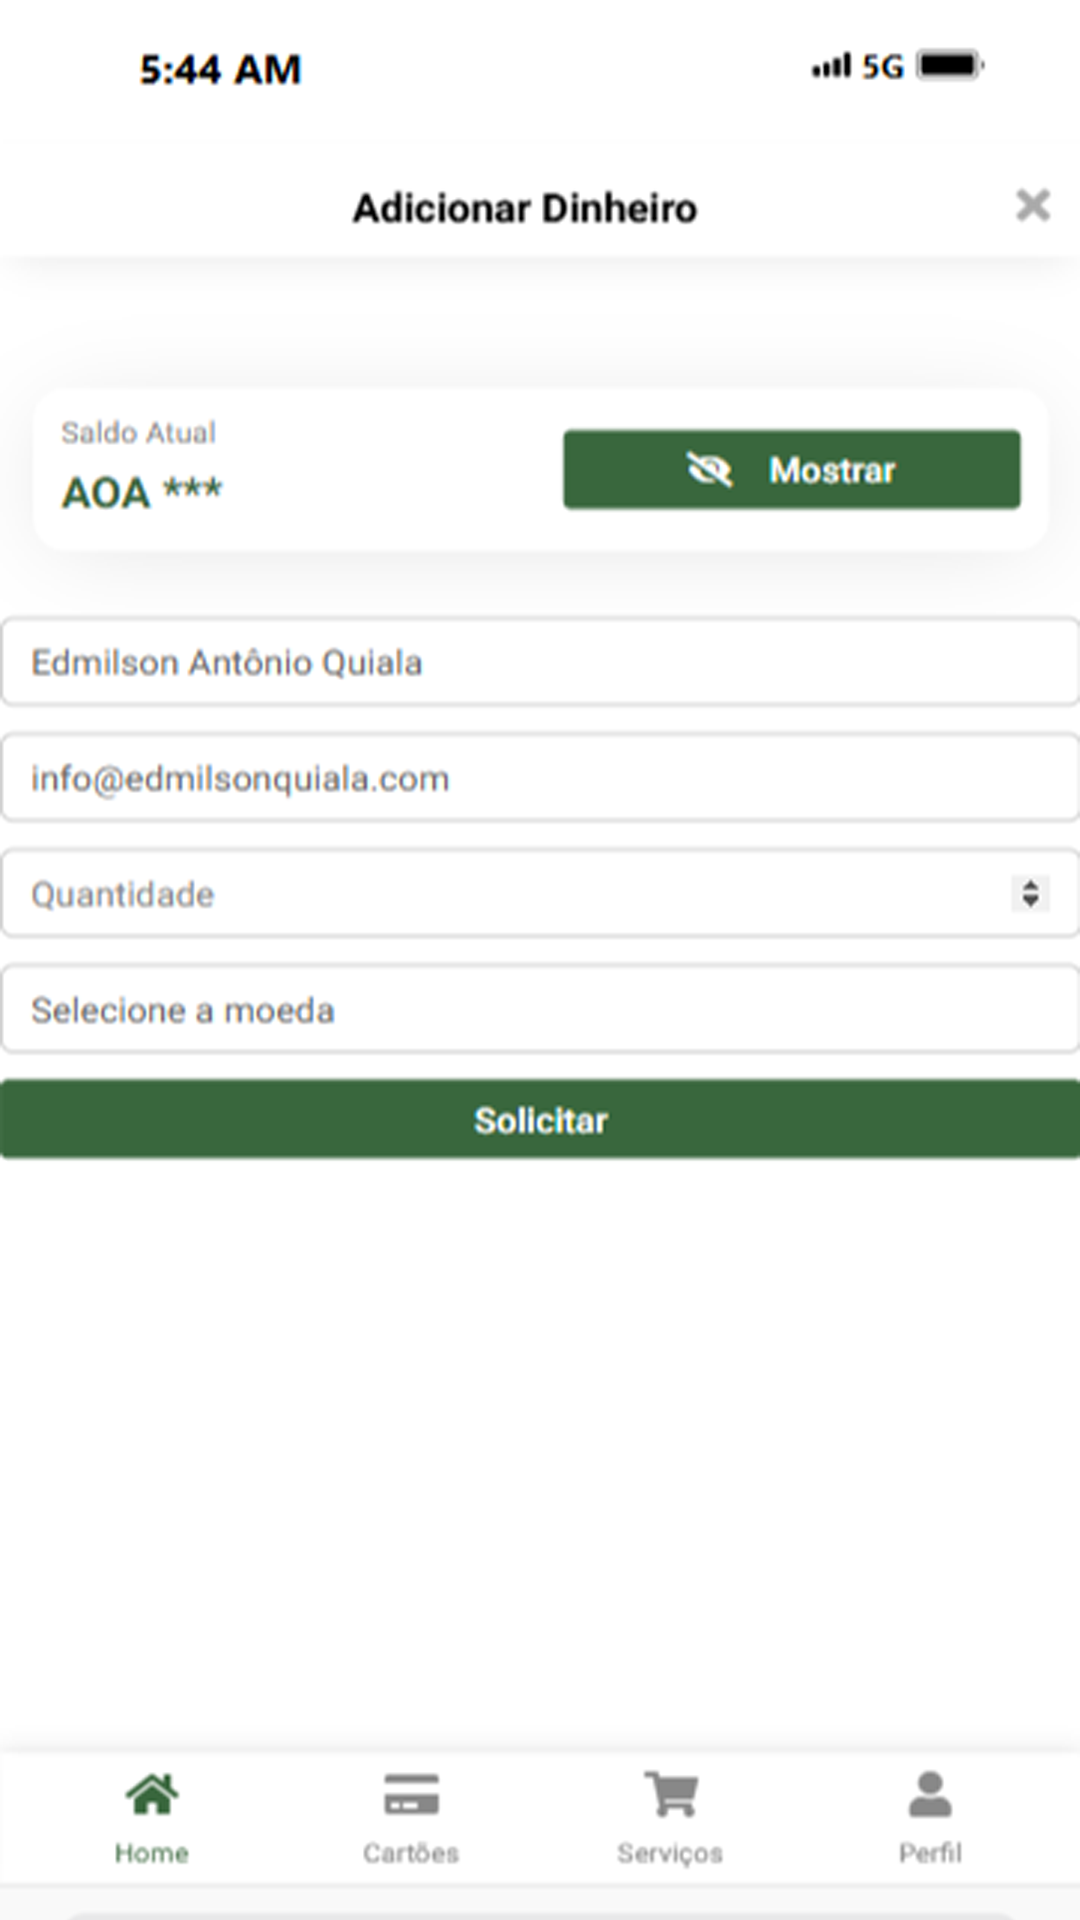 5:44 AM
5G
Adicionar Dinheiro
Saldo Atual
AOA ***
Mostrar
Edmilson Antônio Quiala
info@edmilsonquiala.com
Quantidade
Selecione a moeda
Solicitar
Home
Cartões
Serviços
Perfil